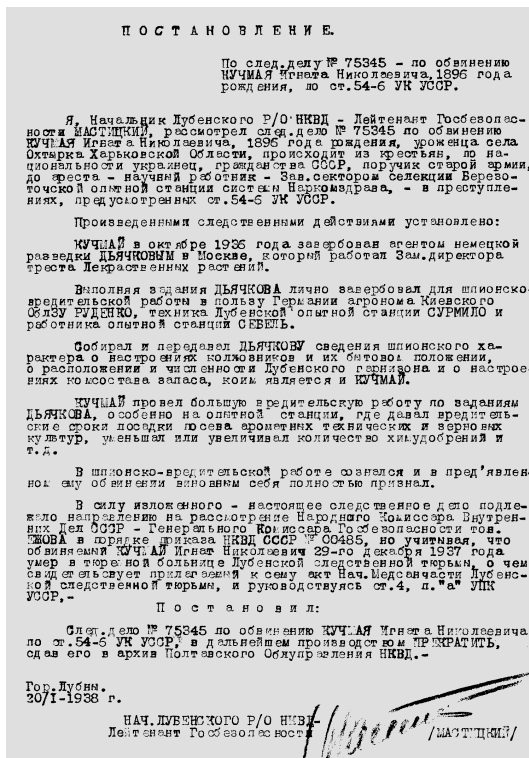 ПОСТАНОВЛЕНИЕ.
По след.делу № 75345 - по обвинению
КУЧМАЯ Игната Николаевича, 1896 года
рождения, по ст.54-6 УК УССР.
Я, Начальник Лубенского Р/О НКВД - Лейтенант Госбезопас-
ности МАСТИЦКИЙ, рассмотрел след.дело № 75345 по обвинению
КУЧМАЯ Игната Николаевича, 1896 года рождения, уроженца села
Охтырка Харьковской Области, происходит из крестьян, по на-
циональности украинец, гражданства СССР, поручик старой армии,
до ареста - научный работник - Зав.сектором селекции Березо-
точской опытной станции системы Наркомздрава, - в преступле-
ниях, предусмотренных ст.54-6 УК УССР.
Произведенными следственными действиями установлено:
КУЧМАЙ в октябре 1936 года завербован агентом немецкой
разведки ДЬЯЧКОВЫМ в Москве, который работал Зам.директора
треста Лекраственных растений.
Выполняя задания ДЬЯЧКОВА лично завербовал для шпионско-
вредительской работы в пользу Германии агронома Киевского
ОблЗУ РУДЕНКО, техника Лубенской опытной станции СУРМИЛО и
работника опытной станции СЕВЕЛЬ.
Собирал и передавал ДЬЯЧКОВУ сведения шпионского ха-
рактера о настроениях колхозников и их бытовом положении,
о расположении и численности Лубенского гарнизона и о настрое-
ниях комсостава запаса, коим является и КУЧМАЙ.
КУЧМАЙ провел большую вредительскую работу по заданиям
ДЬЯЧКОВА, особенно на опытной станции, где давал вредитель-
ские сроки посадки посева ароматных технических и зерновых
культур, уменьшал или увеличивал количество химудобрений и
т.д.
В шпионско-вредительской работе сознался и в пред'явлен-
ном ему обвинении виновным себя полностью признал.
В силу изложенного - настоящее следственное дело подле-
жало направлению на рассмотрение Народного Комиссара Внутрен-
них Дел СССР - Генерального Комиссара Госбезопасности тов.
ЕЖОВА в порядке приказа НКВД СССР № 00485, но учитывая, что
обвиняемый КУЧМАЙ Игнат Николаевич 29-го декабря 1937 года
умер в тюремной больнице Лубенской следственной тюрьмы, о чем
свидетельсвует прилагаемый к сему акт Нач.Медсанчасти Лубенс-
кой следственной тюрьмы, и руководствуясь ст.4, п."а" УПК
УССР,-
Постановил:
След.дело № 75345 по обвинению КУЧМАЯ Игната Николаевича
по ст.54-6 УК УССР, в дальнейшем производством ПРЕКРАТИТЬ,
сдав его в архив Полтавского Облуправления НКВД.-
Гор.Лубны.
20/I-1938 г.
НАЧ.ЛУБЕНСКОГО Р/О НКВД-
Лейтенант Госбезопасности /МАСТИЦКИЙ/